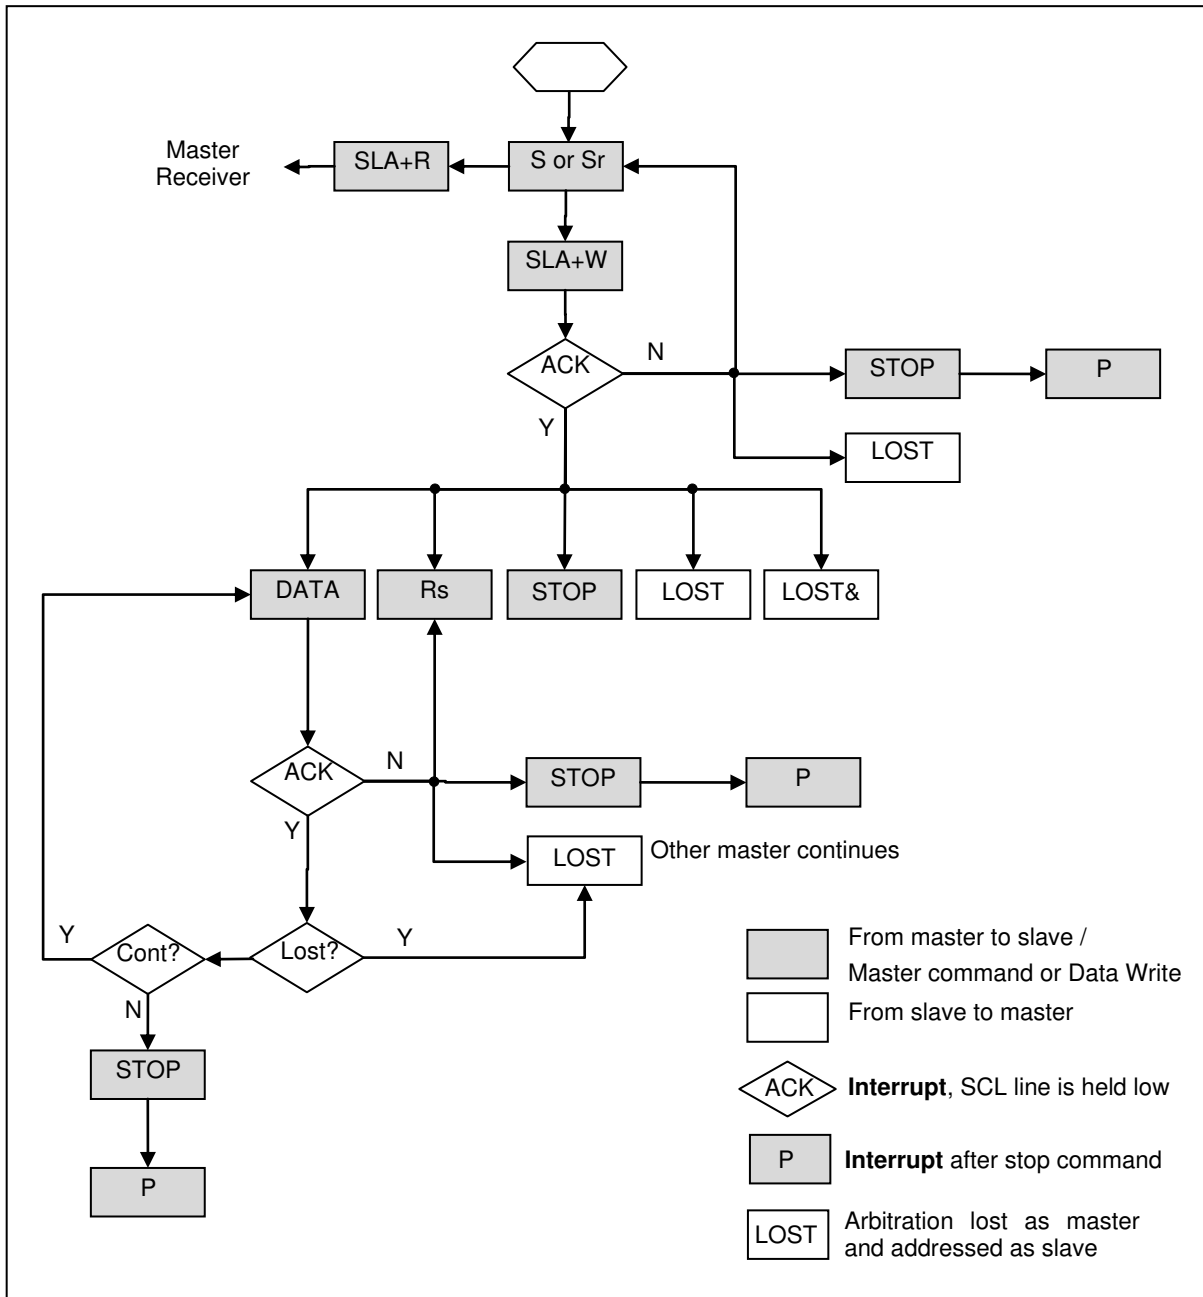 Master
Receiver
SLA+R
S or Sr
SLA+W
ACK
N
STOP
P
Y
LOST
DATA
Rs
STOP
LOST
LOST&
ACK
N
STOP
P
Y
LOST
Other master continues
Y
Cont?
Lost?
Y
N
STOP
P
From master to slave /
Master command or Data Write
From slave to master
ACK
Interrupt, SCL line is held low
P
Interrupt after stop command
LOST
Arbitration lost as master
and addressed as slave